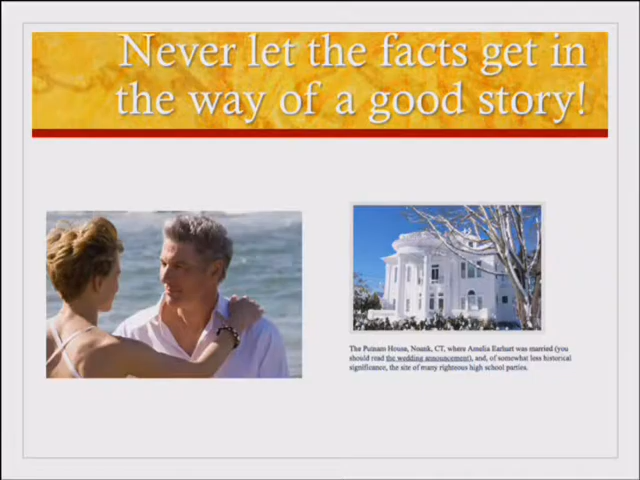 Never let the facts get in
the way of a good story!
The Putnam House, Noank, CT, where Amelia Earhart was married (you
should read the wedding announcement), and, of somewhat less historical
significance, the site of many righteous high school parties.